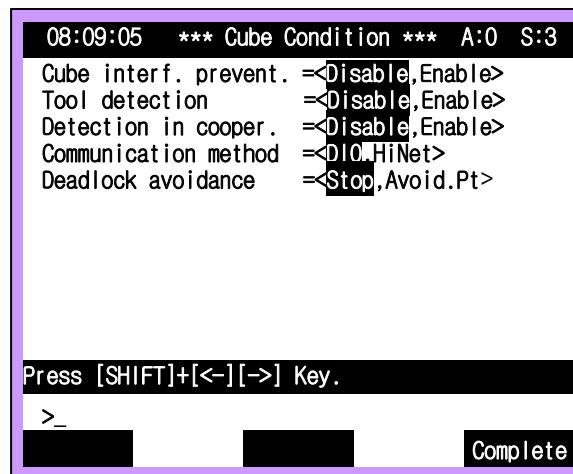 08:09:05 *** Cube Condition *** A:0 S:3
Cube interf. prevent. =<Disable,Enable>
Tool detection =<Disable,Enable>
Detection in cooper. =<Disable,Enable>
Communication method =<DIO,HiNet>
Deadlock avoidance =<Stop,Avoid.Pt>
Press [SHIFT]+[<-][->] Key.
>_
Complete